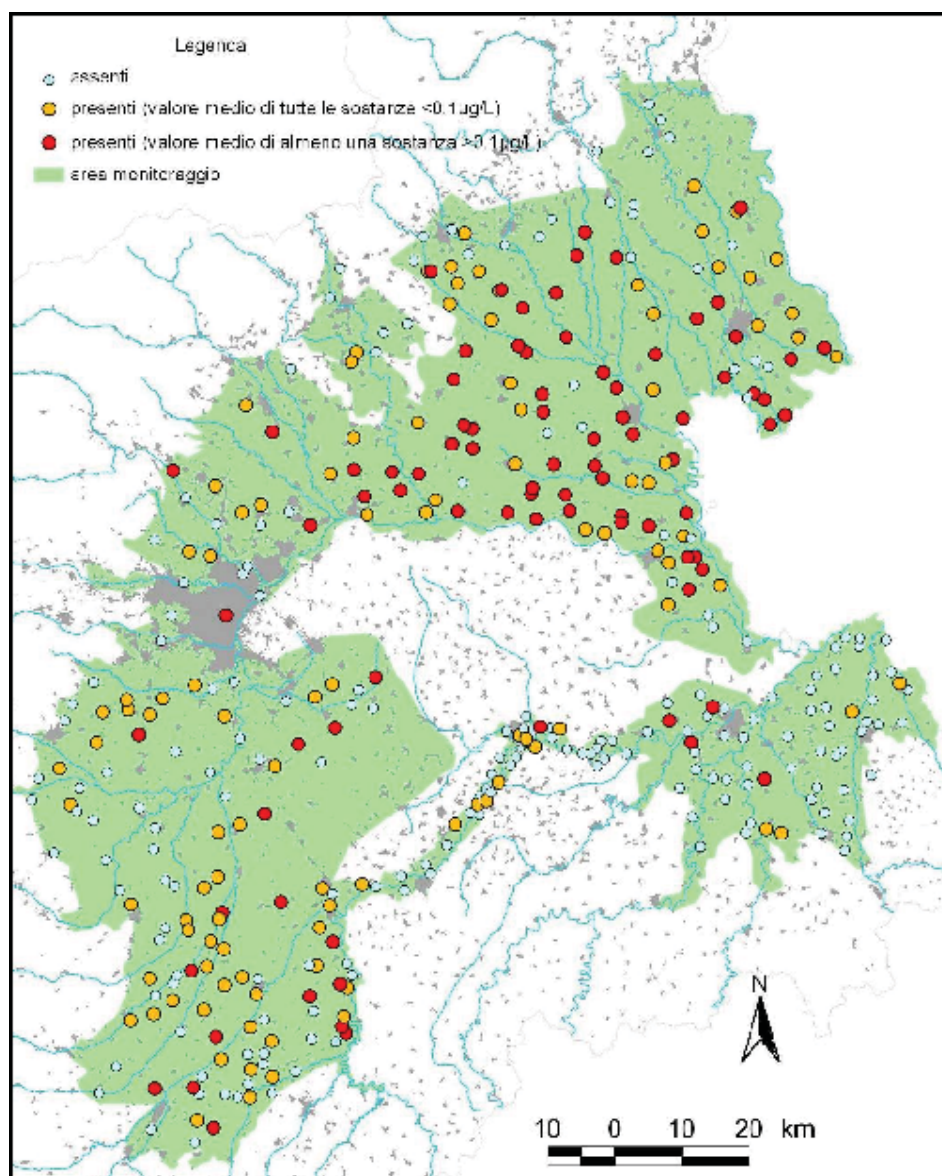 Legenda
assenti
presenti (valore medio di tutte le sostanze <0.1µg/L)
presenti (valore medio di almeno una sostanza >0.1µg/L)
area monitoraggio
N
10 0 10 20 km